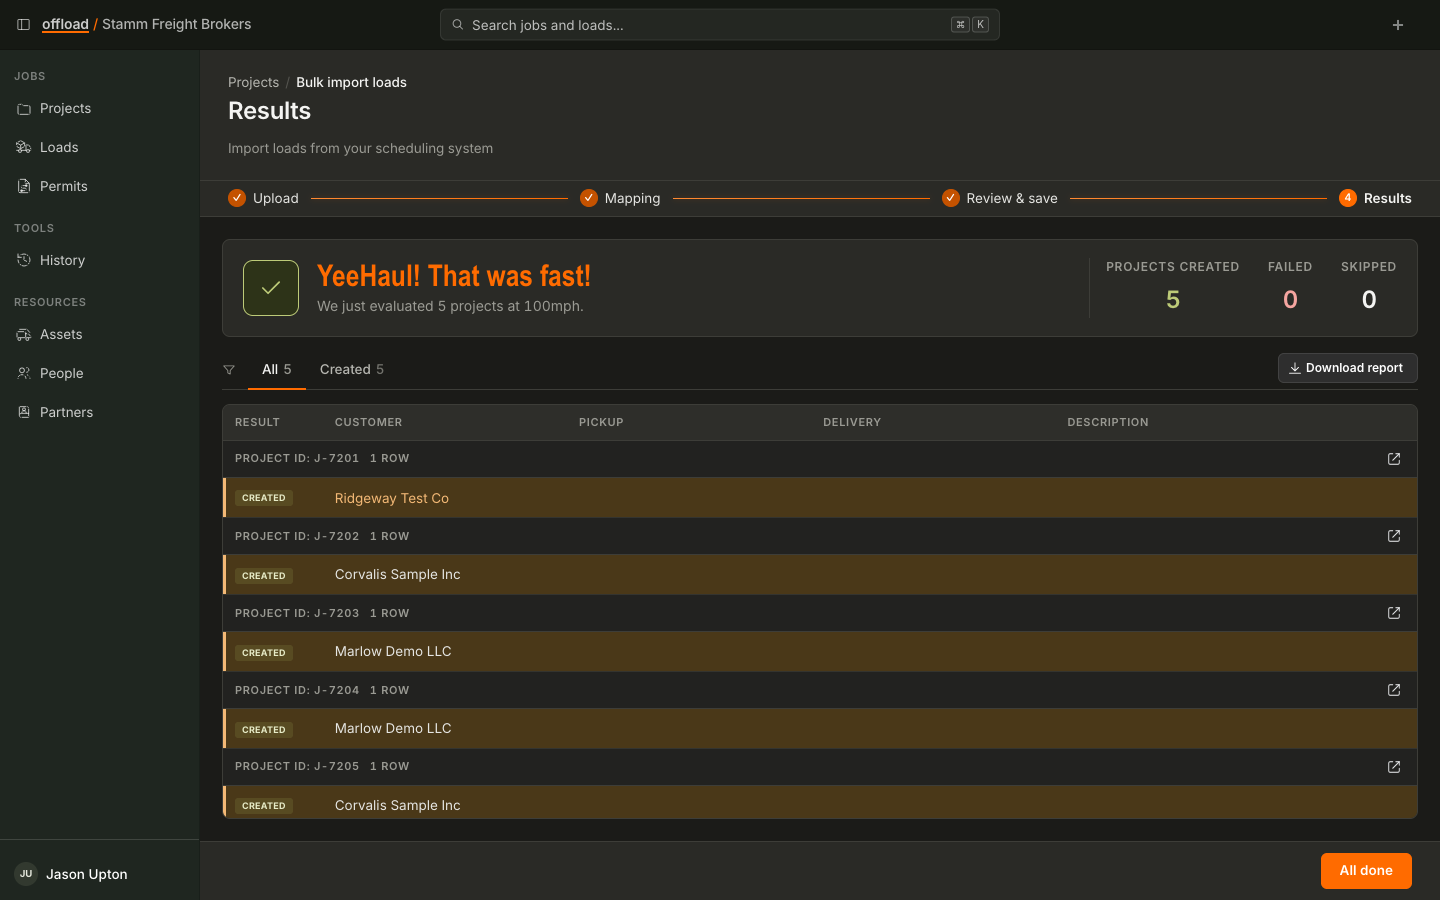 offload / Stamm Freight Brokers
Search jobs and loads...
⌘ K
JOBS
Projects
Loads
Permits
TOOLS
History
RESOURCES
Assets
People
Partners
JU Jason Upton
Projects / Bulk import loads
Results
Import loads from your scheduling system
Upload
Mapping
Review & save
4 Results
YeeHaul! That was fast!
We just evaluated 5 projects at 100mph.
PROJECTS CREATED
5
FAILED
0
SKIPPED
0
All 5
Created 5
Download report
RESULT CUSTOMER PICKUP DELIVERY DESCRIPTION
PROJECT ID: J-7201 1 ROW
CREATED Ridgeway Test Co
PROJECT ID: J-7202 1 ROW
CREATED Corvalis Sample Inc
PROJECT ID: J-7203 1 ROW
CREATED Marlow Demo LLC
PROJECT ID: J-7204 1 ROW
CREATED Marlow Demo LLC
PROJECT ID: J-7205 1 ROW
CREATED Corvalis Sample Inc
All done